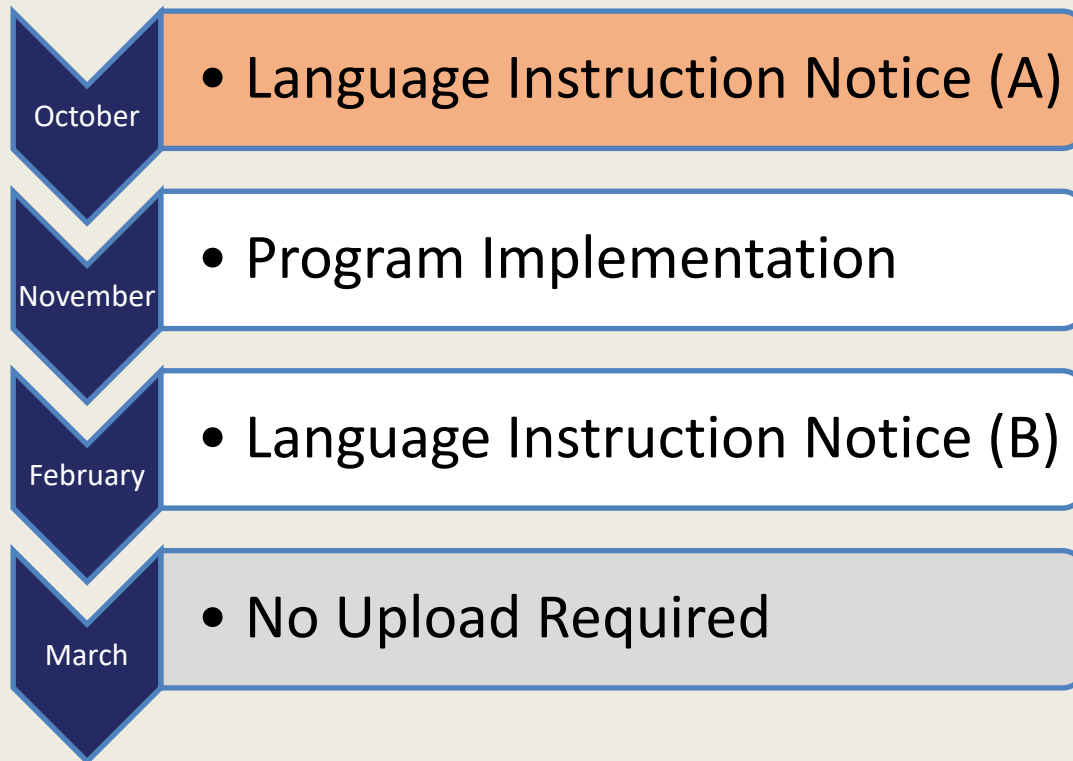 October
• Language Instruction Notice (A)
November
• Program Implementation
February
• Language Instruction Notice (B)
March
• No Upload Required